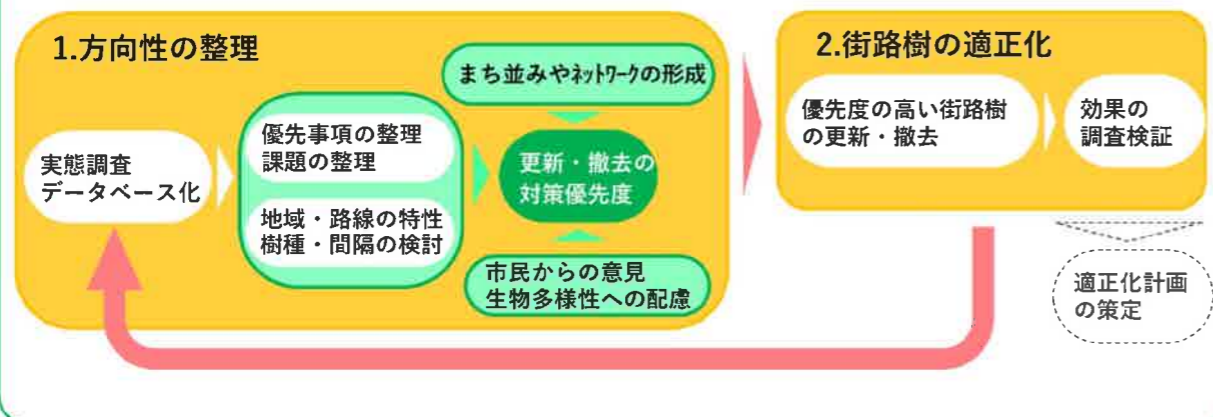 1.方向性の整理
実態調査
データベース化
優先事項の整理
課題の整理
地域・路線の特性
樹種・間隔の検討
まち並みやネットワークの形成
更新・撤去の
対策優先度
市民からの意見
生物多様性への配慮
2.街路樹の適正化
優先度の高い街路樹
の更新・撤去
効果の
調査検証
適正化計画
の策定